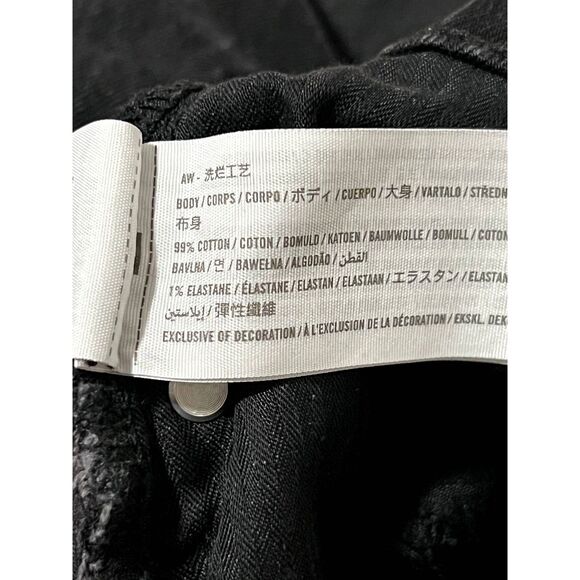 AW - 洗烂工艺
BODY / CORPS / CORPO / ボディ / CUERPO / 大身 / VARTALO / STŘEDN
布身
99% COTTON / COTON / BOMULD / KATOEN / BAUMWOLLE / BOMULL / COTON
BAVLNA / 면 / BAWEŁNA / ALGODÃO / القطن
1% ELASTANE / ÉLASTANE / ELASTAN / ELASTAAN / エラスタン / ELASTAN
إيلاستين / 彈性纖維
EXCLUSIVE OF DECORATION / À L'EXCLUSION DE LA DÉCORATION / EKSKL. DEK